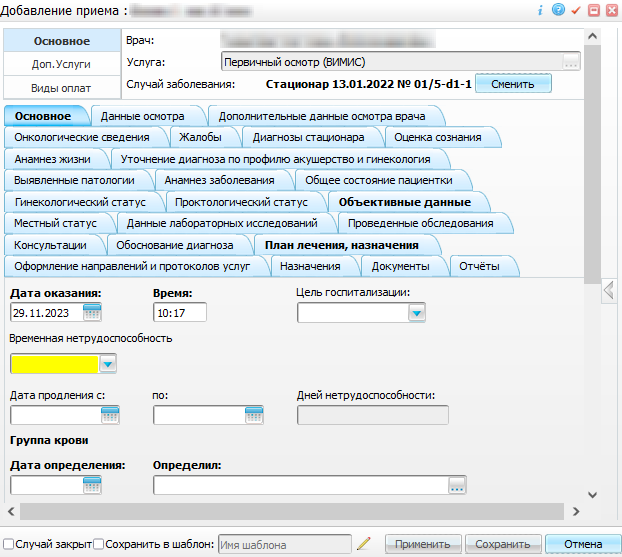 Добавление приема :
Основное
Доп.Услуги
Виды оплат
Врач:
Услуга: Первичный осмотр (ВИМИС) ...
Случай заболевания: Стационар 13.01.2022 № 01/5-d1-1 Сменить
Основное Данные осмотра Дополнительные данные осмотра врача
Онкологические сведения Жалобы Диагнозы стационара Оценка сознания
Анамнез жизни Уточнение диагноза по профилю акушерство и гинекология
Выявленные патологии Анамнез заболевания Общее состояние пациентки
Гинекологический статус Проктологический статус Объективные данные
Местный статус Данные лабораторных исследований Проведенные обследования
Консультации Обоснование диагноза План лечения, назначения
Оформление направлений и протоколов услуг Назначения Документы Отчёты
Дата оказания: Время: Цель госпитализации:
29.11.2023 10:17
Временная нетрудоспособность
Дата продления с: по: Дней нетрудоспособности:
Группа крови
Дата определения: Определил:
...
Случай закрыт Сохранить в шаблон: Имя шаблона Применить Сохранить Отмена